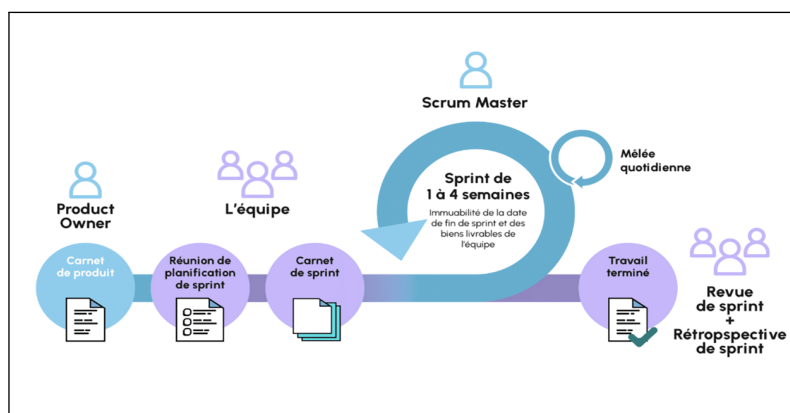 Scrum Master
Mêlée
quotidienne
Sprint de
1 à 4 semaines
Immuabilité de la date
de fin de sprint et des
biens livrables de
l'équipe
Product
Owner
L'équipe
Carnet
de produit
Réunion de
planification
de sprint
Carnet
de sprint
Travail
terminé
Revue
de sprint
+
Rétropspective
de sprint